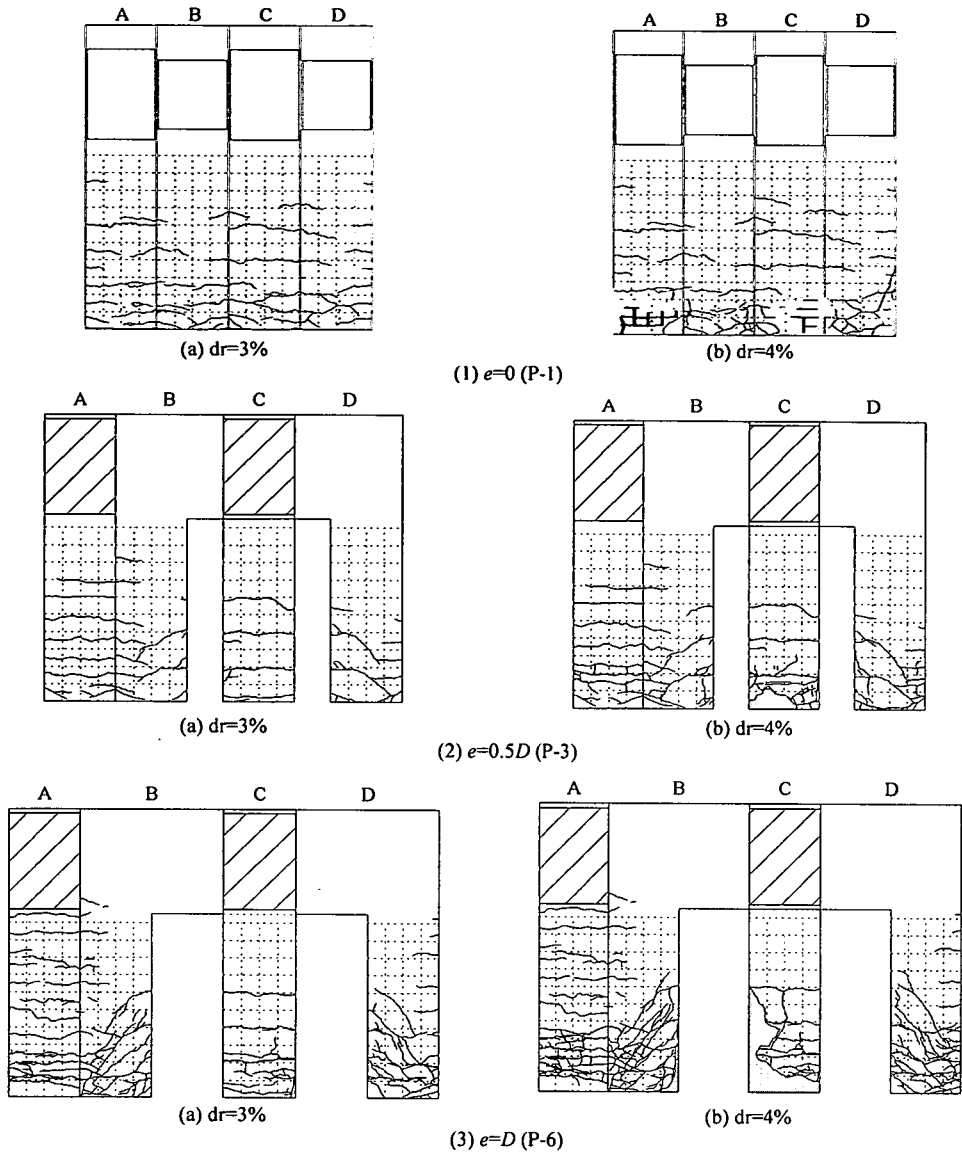 A B C D
A B C D
(a) dr=3%
(b) dr=4%
(1) e=0 (P-1)
A B C D
A B C D
(a) dr=3%
(b) dr=4%
(2) e=0.5D (P-3)
A B C D
A B C D
(a) dr=3%
(b) dr=4%
(3) e=D (P-6)